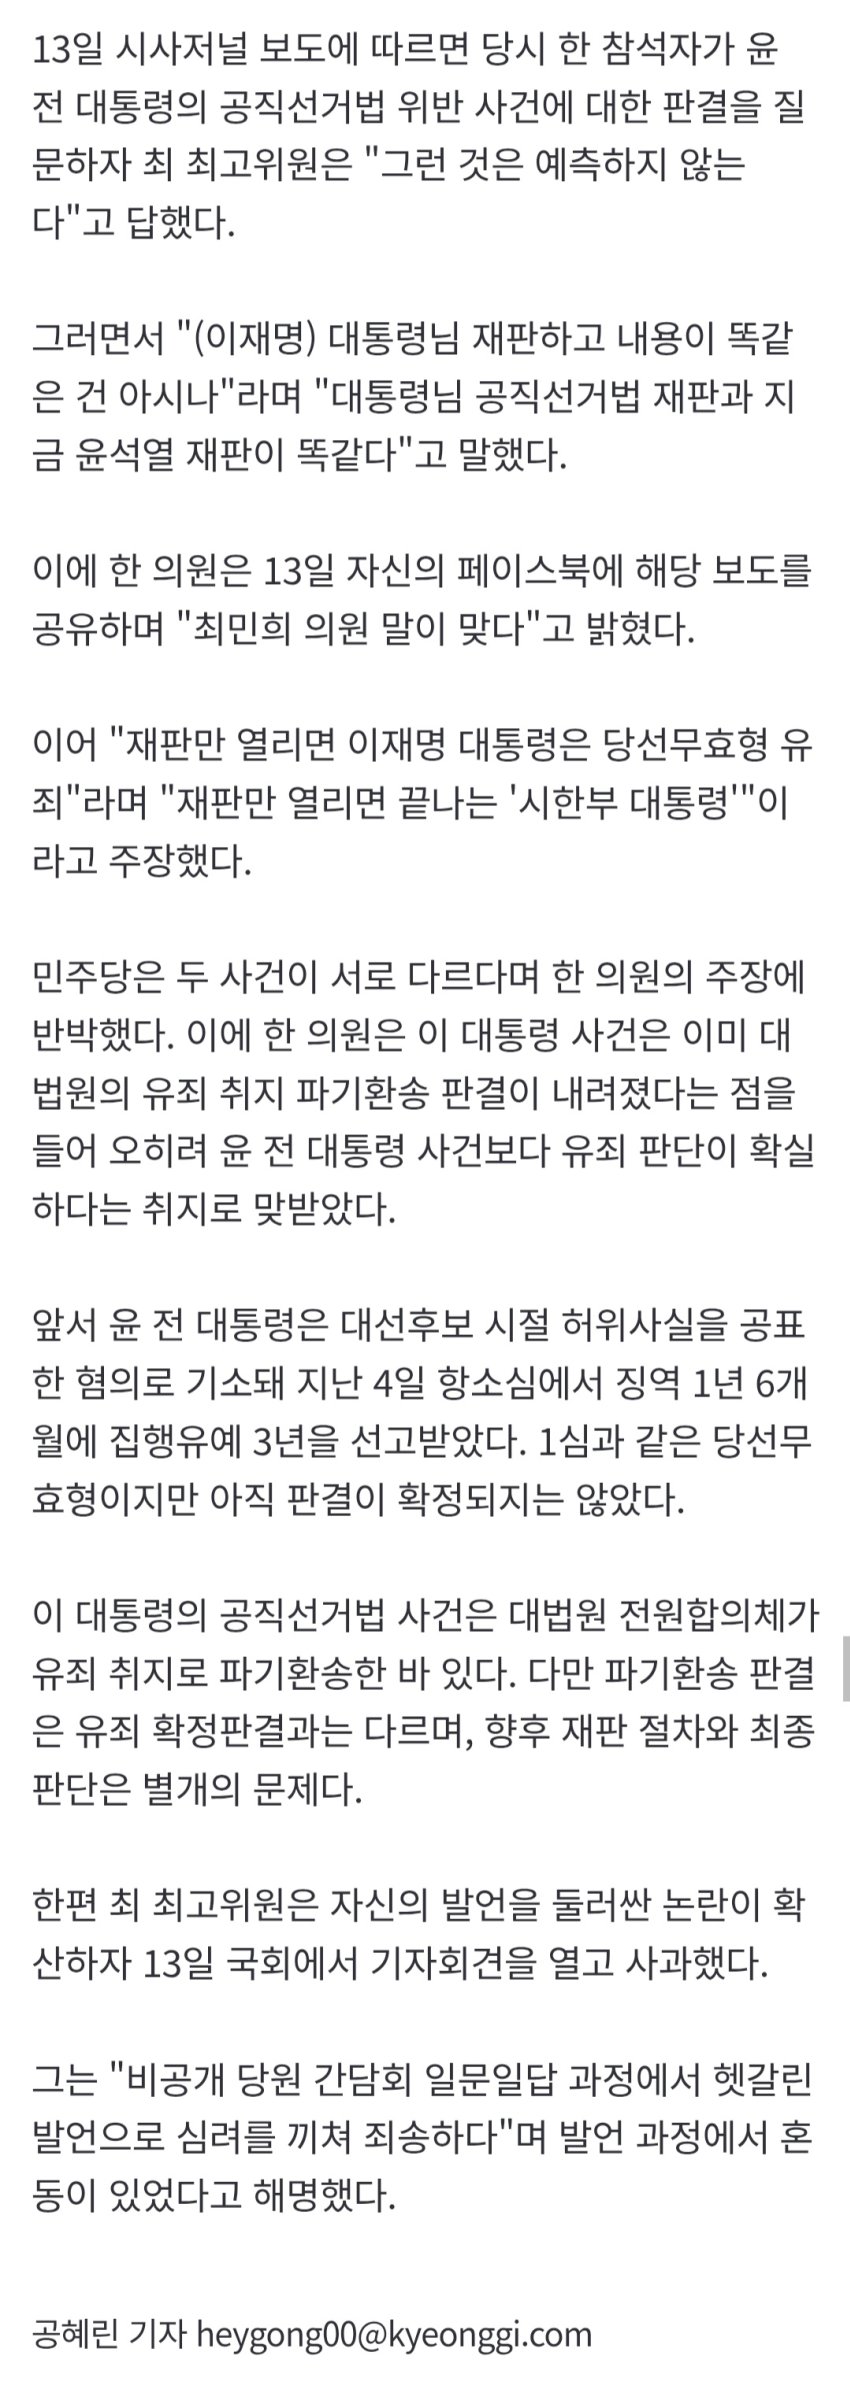 13일 시사저널 보도에 따르면 당시 한 참석자가 윤
전 대통령의 공직선거법 위반 사건에 대한 판결을 질
문하자 최 최고위원은 "그런 것은 예측하지 않는
다"고 답했다.
그러면서 "(이재명) 대통령님 재판하고 내용이 똑같
은 건 아시나"라며 "대통령님 공직선거법 재판과 지
금 윤석열 재판이 똑같다"고 말했다.
이에 한 의원은 13일 자신의 페이스북에 해당 보도를
공유하며 "최민희 의원 말이 맞다"고 밝혔다.
이어 "재판만 열리면 이재명 대통령은 당선무효형 유
죄"라며 "재판만 열리면 끝나는 '시한부 대통령'"이
라고 주장했다.
민주당은 두 사건이 서로 다르다며 한 의원의 주장에
반박했다. 이에 한 의원은 이 대통령 사건은 이미 대
법원의 유죄 취지 파기환송 판결이 내려졌다는 점을
들어 오히려 윤 전 대통령 사건보다 유죄 판단이 확실
하다는 취지로 맞받았다.
앞서 윤 전 대통령은 대선후보 시절 허위사실을 공표
한 혐의로 기소돼 지난 4일 항소심에서 징역 1년 6개
월에 집행유예 3년을 선고받았다. 1심과 같은 당선무
효형이지만 아직 판결이 확정되지는 않았다.
이 대통령의 공직선거법 사건은 대법원 전원합의체가
유죄 취지로 파기환송한 바 있다. 다만 파기환송 판결
은 유죄 확정판결과는 다르며, 향후 재판 절차와 최종
판단은 별개의 문제다.
한편 최 최고위원은 자신의 발언을 둘러싼 논란이 확
산하자 13일 국회에서 기자회견을 열고 사과했다.
그는 "비공개 당원 간담회 일문일답 과정에서 헷갈린
발언으로 심려를 끼쳐 죄송하다"며 발언 과정에서 혼
동이 있었다고 해명했다.
공혜린 기자 heygong00@kyeonggi.com